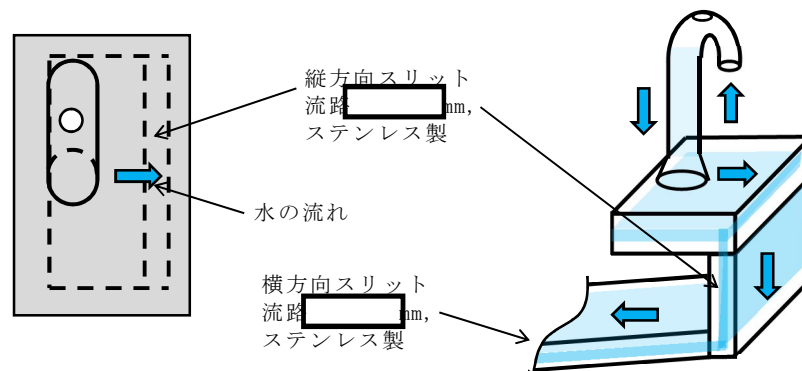 縦方向スリット
流路 mm,
ステンレス製
水の流れ
横方向スリット
流路 mm,
ステンレス製